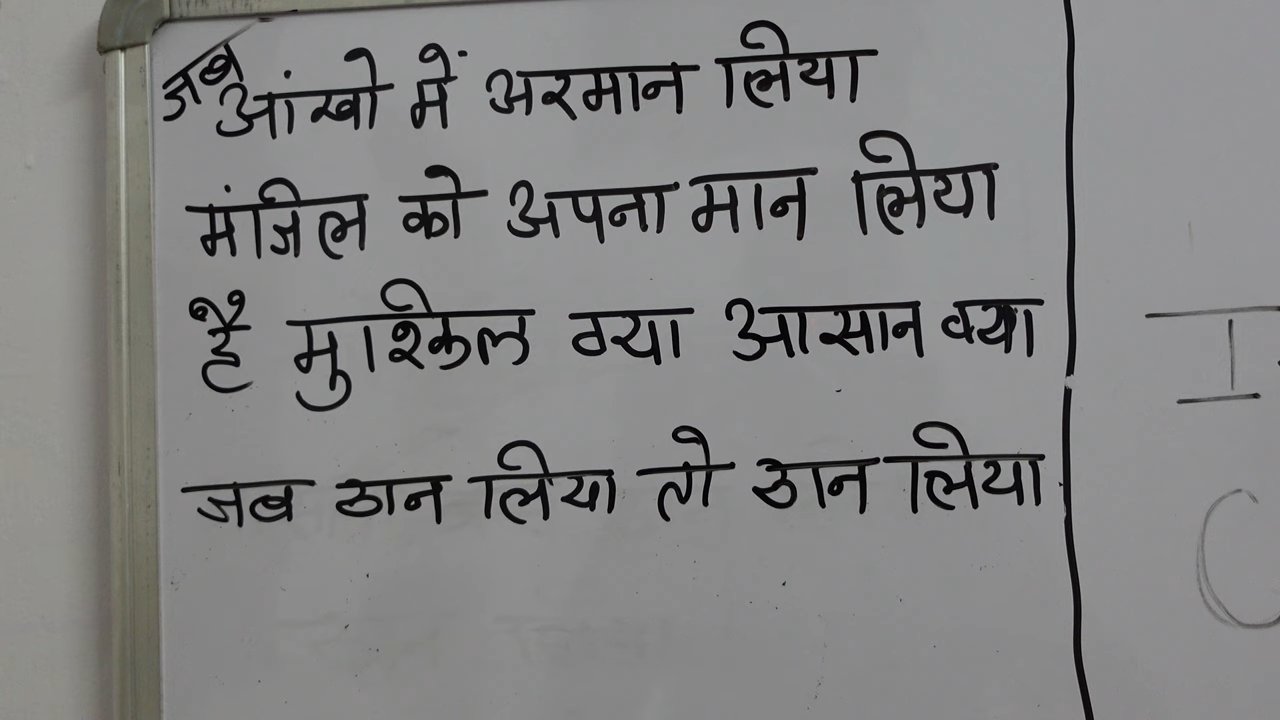 जब आंखो में अरमान लिया
मंजिल को अपना मान लिया
है मुश्किल क्या आसान क्या
जब ठान लिया तो ठान लिया
I
C